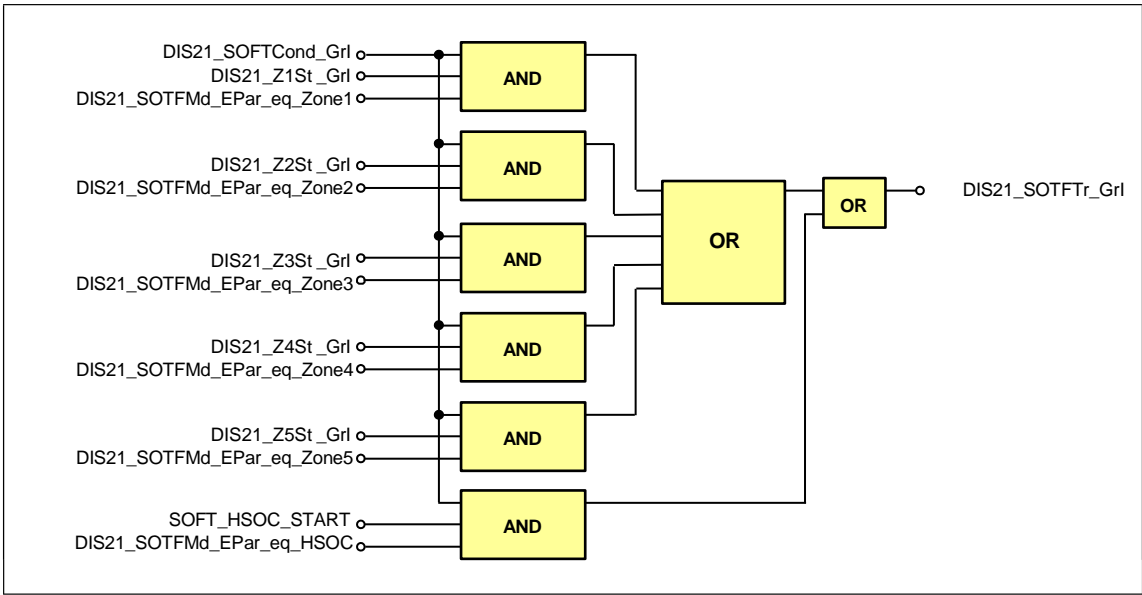 DIS21_SOFTCond_GrI
DIS21_Z1St _GrI
DIS21_SOTFMd_EPar_eq_Zone1
AND
DIS21_Z2St _GrI
DIS21_SOTFMd_EPar_eq_Zone2
AND
DIS21_Z3St _GrI
DIS21_SOTFMd_EPar_eq_Zone3
AND
DIS21_Z4St _GrI
DIS21_SOTFMd_EPar_eq_Zone4
AND
DIS21_Z5St _GrI
DIS21_SOTFMd_EPar_eq_Zone5
AND
SOFT_HSOC_START
DIS21_SOTFMd_EPar_eq_HSOC
AND
OR
OR
DIS21_SOTFTr_GrI